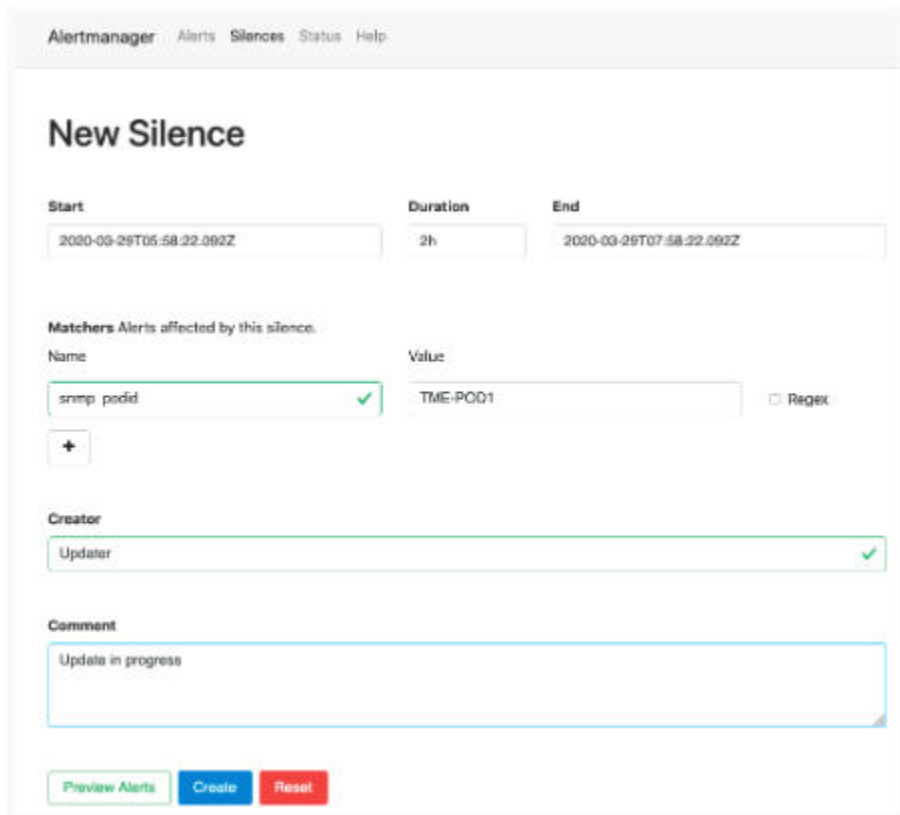 Alertmanager Alerts Silences Status Help
New Silence
Start Duration End
2020-03-29T05:58:22.092Z 2h 2020-03-29T07:58:22.092Z
Matchers Alerts affected by this silence.
Name Value
snmp_podid TME-POD1 Regex
+
Creator
Updater
Comment
Update in progress
Preview Alerts Create Reset